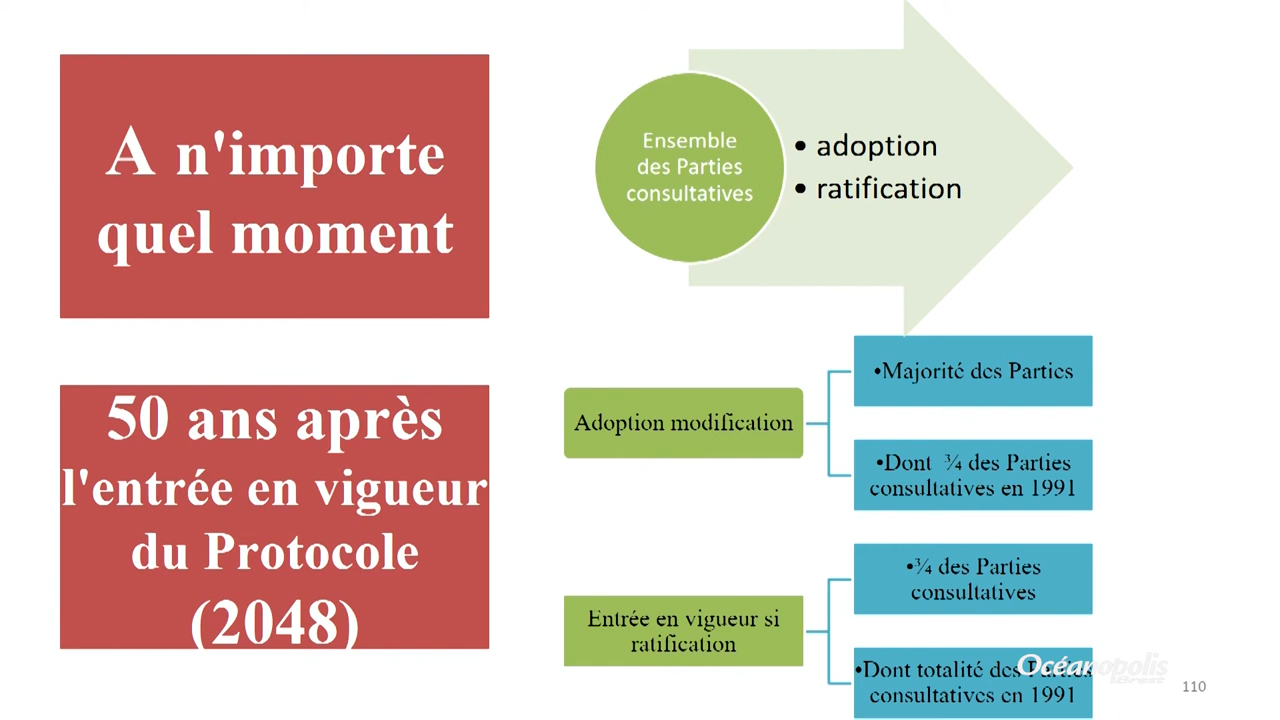 A n'importe
quel moment
Ensemble
des Parties
consultatives
• adoption
• ratification
50 ans après
l'entrée en vigueur
du Protocole
(2048)
Adoption modification
•Majorité des Parties
•Dont ¾ des Parties
consultatives en 1991
Entrée en vigueur si
ratification
•¾ des Parties
consultatives
•Dont totalité des Parties
consultatives en 1991
Océanopolis
Brest
110